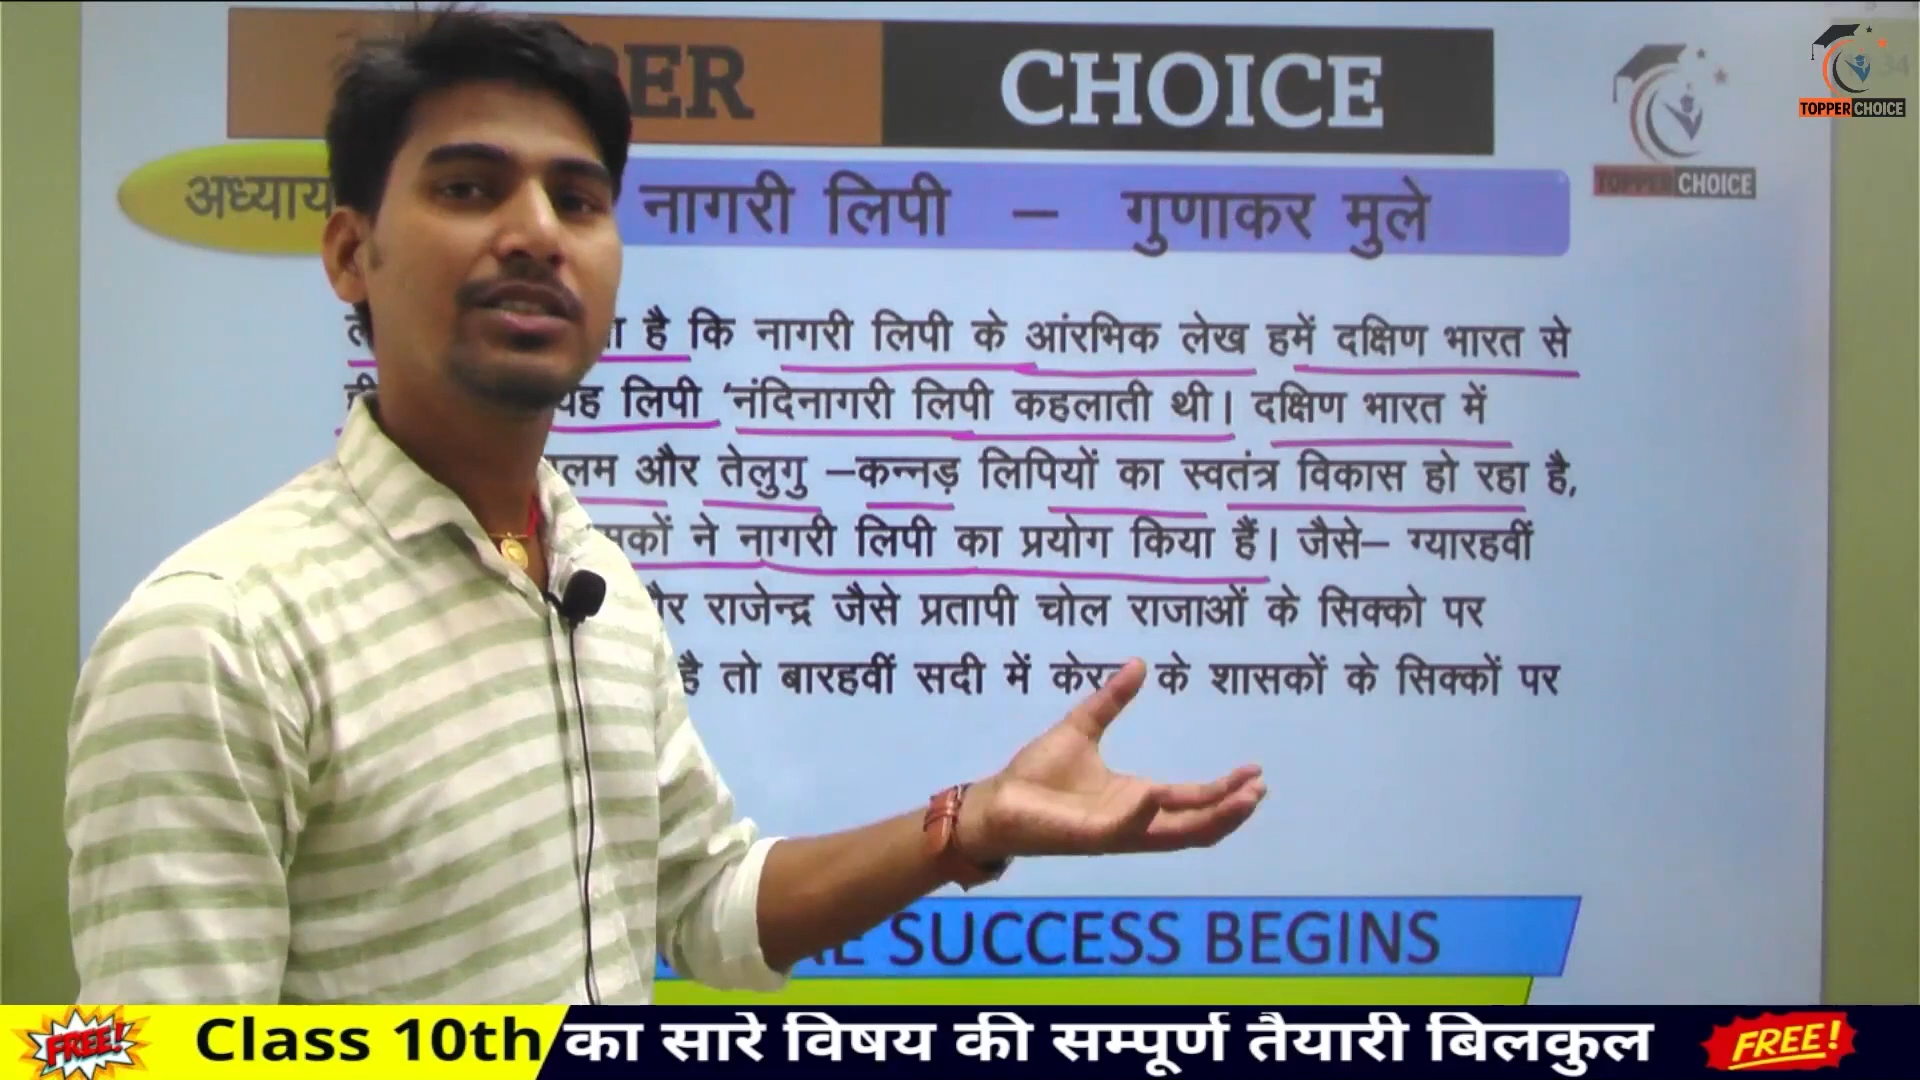 CHOICE
TOPPER CHOICE
TOPPER CHOICE
अध्याय नागरी लिपी – गुणाकर मुले
है कि नागरी लिपी के आंरभिक लेख हमें दक्षिण भारत से
यह लिपी ‘नंदिनागरी लिपी कहलाती थी। दक्षिण भारत में
और तेलुगु –कन्नड़ लिपियों का स्वतंत्र विकास हो रहा है,
ने नागरी लिपी का प्रयोग किया हैं। जैसे– ग्यारहवीं
राजेन्द्र जैसे प्रतापी चोल राजाओं के सिक्को पर
है तो बारहवीं सदी में के शासकों के सिक्कों पर
SUCCESS BEGINS
FREE! Class 10th का सारे विषय की सम्पूर्ण तैयारी बिलकुल FREE!